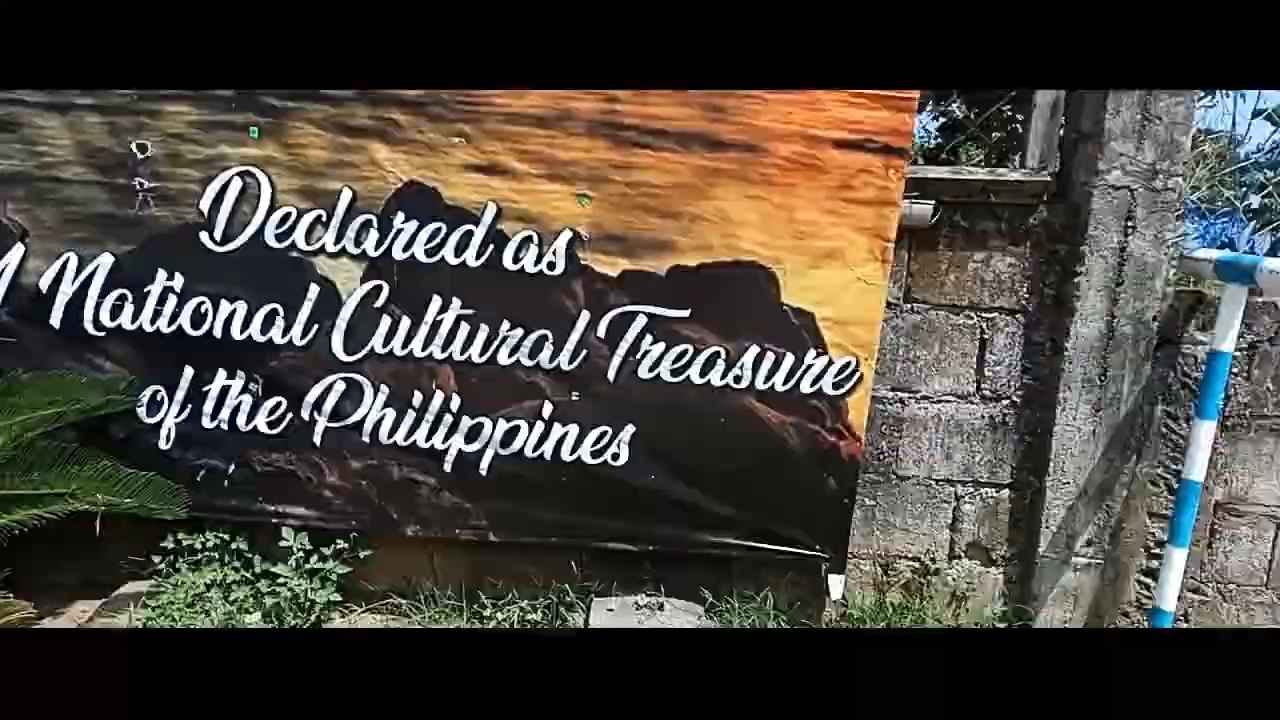 Declared as
National Cultural Treasure
of the Philippines